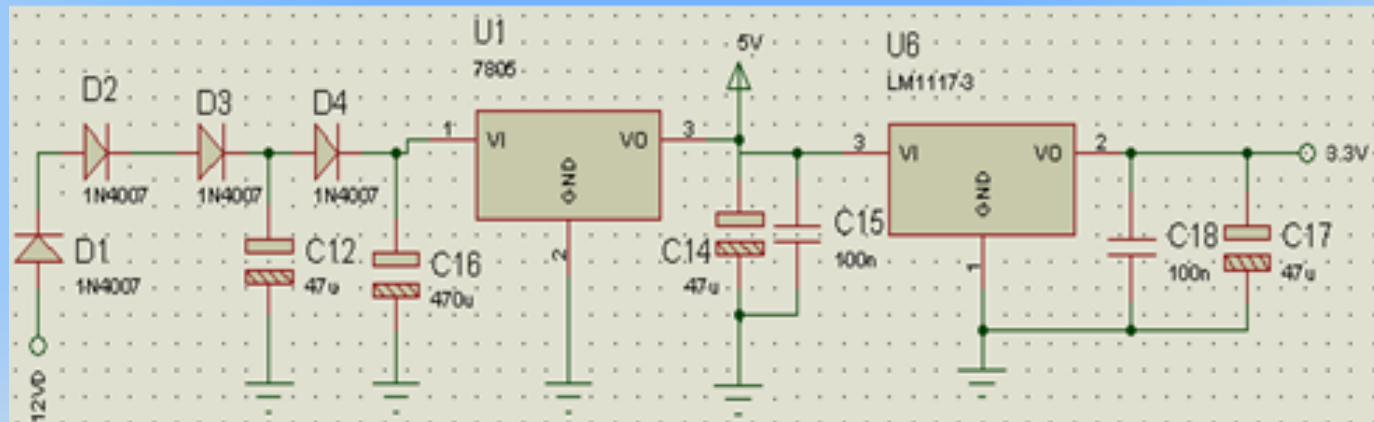 U1
7805
D2
1N4007
D3
1N4007
D4
1N4007
D1
1N4007
12VD
C12
47u
C16
470u
1
VI
VO
3
GND
2
5V
C14
47u
C15
100n
U6
LM1117-3
3
VI
VO
2
GND
1
C18
100n
C17
47u
3.3V